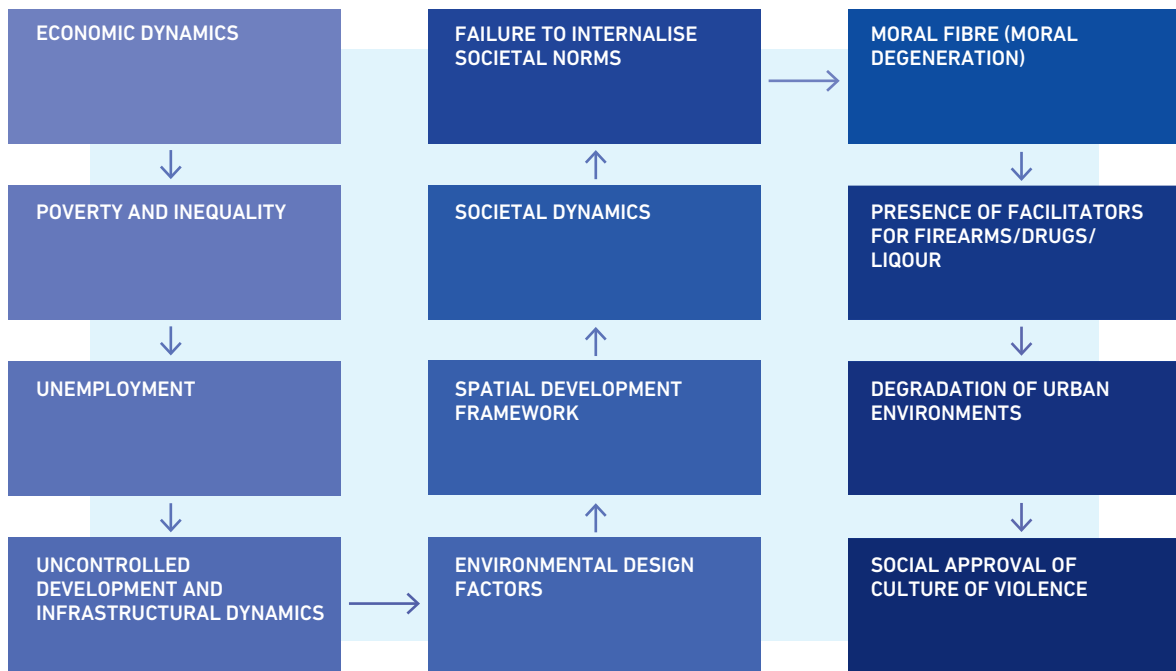 ECONOMIC DYNAMICS
POVERTY AND INEQUALITY
UNEMPLOYMENT
UNCONTROLLED
DEVELOPMENT AND
INFRASTRUCTURAL DYNAMICS
ENVIRONMENTAL DESIGN
FACTORS
SPATIAL DEVELOPMENT
FRAMEWORK
SOCIETAL DYNAMICS
FAILURE TO INTERNALISE
SOCIETAL NORMS
MORAL FIBRE (MORAL
DEGENERATION)
PRESENCE OF FACILITATORS
FOR FIREARMS/DRUGS/
LIQOUR
DEGRADATION OF URBAN
ENVIRONMENTS
SOCIAL APPROVAL OF
CULTURE OF VIOLENCE